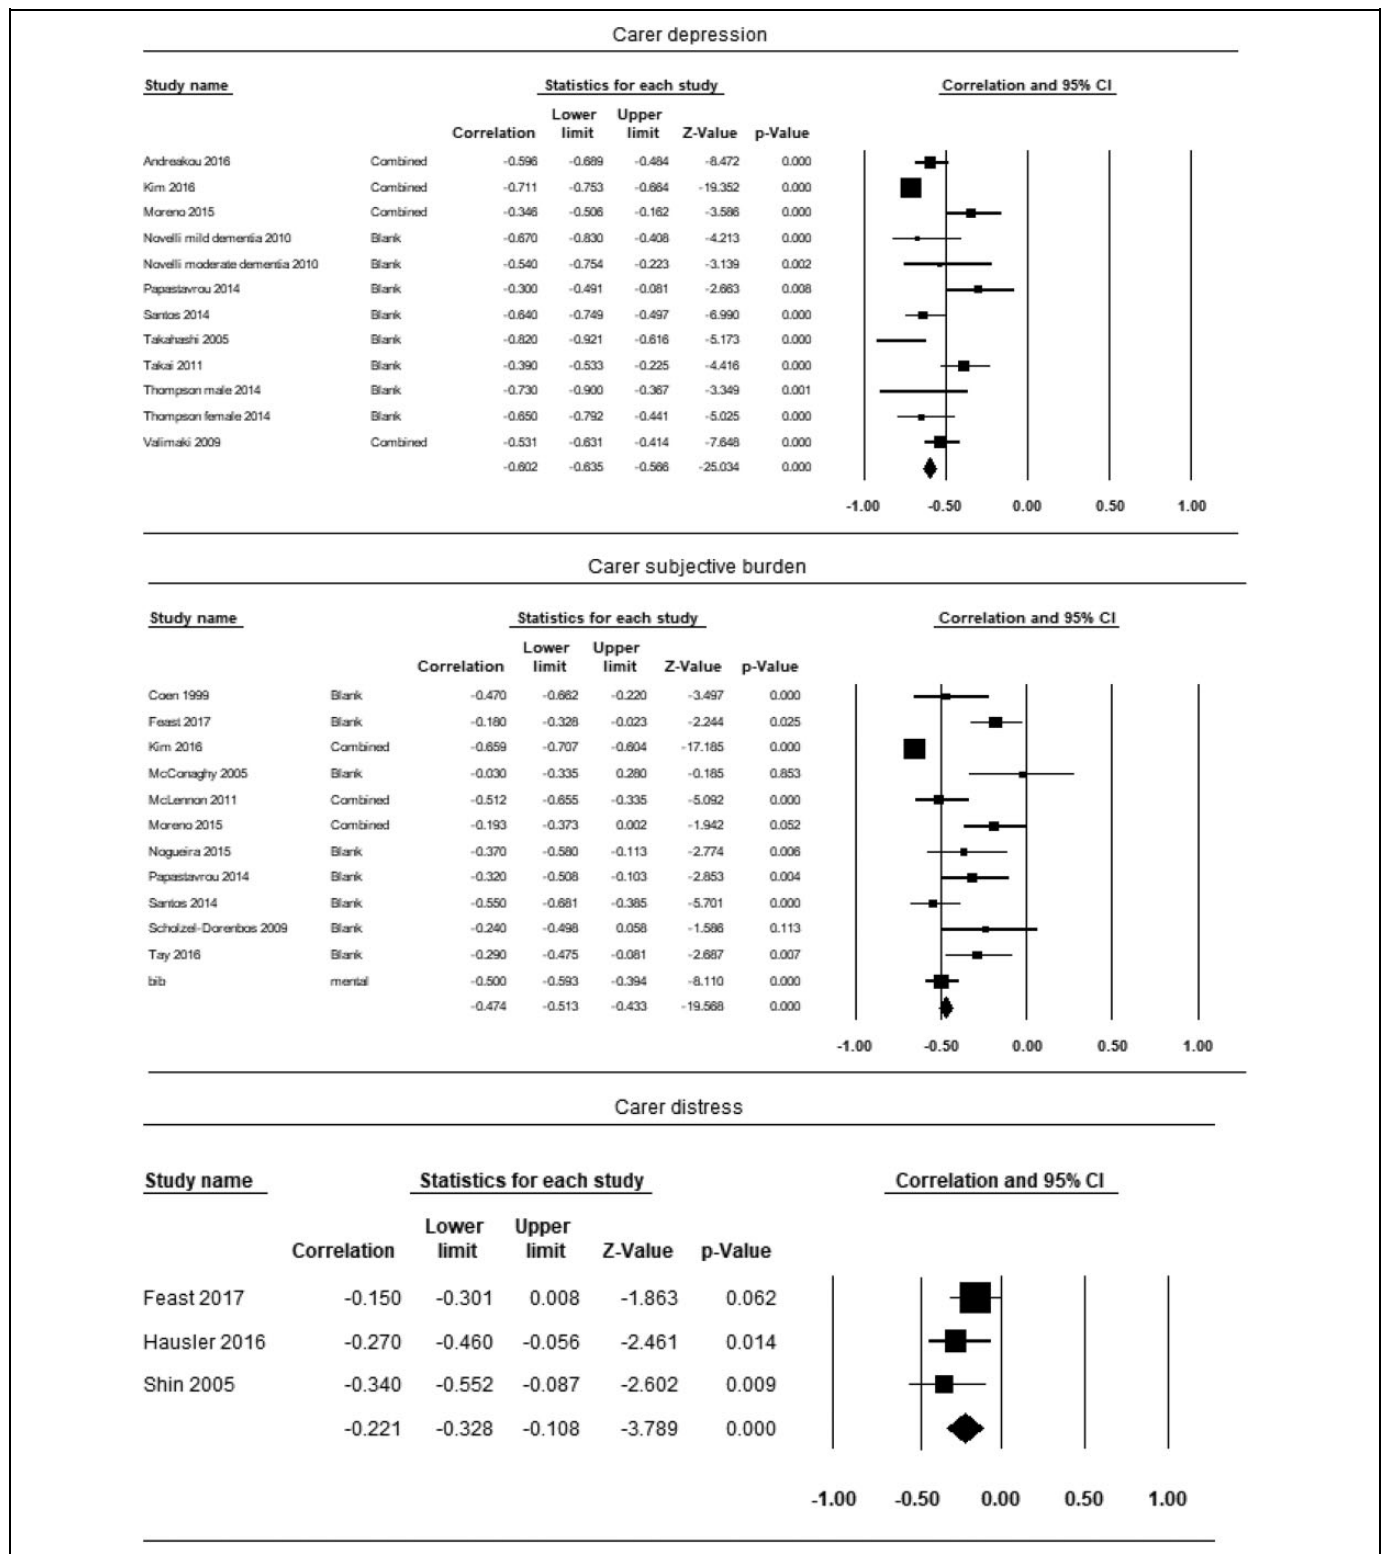 Carer depression
Study name Statistics for each study Correlation and 95% CI
Lower Upper
Correlation limit limit Z-Value p-Value
Andreakou 2016 Combined -0.596 -0.689 -0.484 -8.472 0.000
Kim 2016 Combined -0.711 -0.753 -0.664 -19.352 0.000
Moreno 2015 Combined -0.346 -0.506 -0.162 -3.586 0.000
Novelli mild dementia 2010 Blank -0.670 -0.830 -0.408 -4.213 0.000
Novelli moderate dementia 2010 Blank -0.540 -0.754 -0.223 -3.139 0.002
Papastavrou 2014 Blank -0.300 -0.491 -0.081 -2.663 0.008
Santos 2014 Blank -0.640 -0.749 -0.497 -6.990 0.000
Takahashi 2005 Blank -0.820 -0.921 -0.616 -5.173 0.000
Takai 2011 Blank -0.390 -0.533 -0.225 -4.416 0.000
Thompson male 2014 Blank -0.730 -0.900 -0.367 -3.349 0.001
Thompson female 2014 Blank -0.650 -0.792 -0.441 -5.025 0.000
Valimaki 2009 Combined -0.531 -0.631 -0.414 -7.648 0.000
-0.602 -0.635 -0.566 -25.034 0.000
-1.00 -0.50 0.00 0.50 1.00
Carer subjective burden
Study name Statistics for each study Correlation and 95% CI
Lower Upper
Correlation limit limit Z-Value p-Value
Coen 1999 Blank -0.470 -0.662 -0.220 -3.497 0.000
Feast 2017 Blank -0.180 -0.328 -0.023 -2.244 0.025
Kim 2016 Combined -0.659 -0.707 -0.604 -17.185 0.000
McConaghy 2005 Blank -0.030 -0.335 0.280 -0.185 0.853
McLennon 2011 Combined -0.512 -0.655 -0.335 -5.092 0.000
Moreno 2015 Combined -0.193 -0.373 0.002 -1.942 0.052
Nogueira 2015 Blank -0.370 -0.580 -0.113 -2.774 0.006
Papastavrou 2014 Blank -0.320 -0.508 -0.103 -2.853 0.004
Santos 2014 Blank -0.550 -0.681 -0.385 -5.701 0.000
Scholzel-Dorenbos 2009 Blank -0.240 -0.498 0.058 -1.586 0.113
Tay 2016 Blank -0.290 -0.475 -0.081 -2.687 0.007
bib mental -0.500 -0.593 -0.394 -8.110 0.000
-0.474 -0.513 -0.433 -19.568 0.000
-1.00 -0.50 0.00 0.50 1.00
Carer distress
Study name Statistics for each study Correlation and 95% CI
Lower Upper
Correlation limit limit Z-Value p-Value
Feast 2017 -0.150 -0.301 0.008 -1.863 0.062
Hausler 2016 -0.270 -0.460 -0.056 -2.461 0.014
Shin 2005 -0.340 -0.552 -0.087 -2.602 0.009
-0.221 -0.328 -0.108 -3.789 0.000
-1.00 -0.50 0.00 0.50 1.00